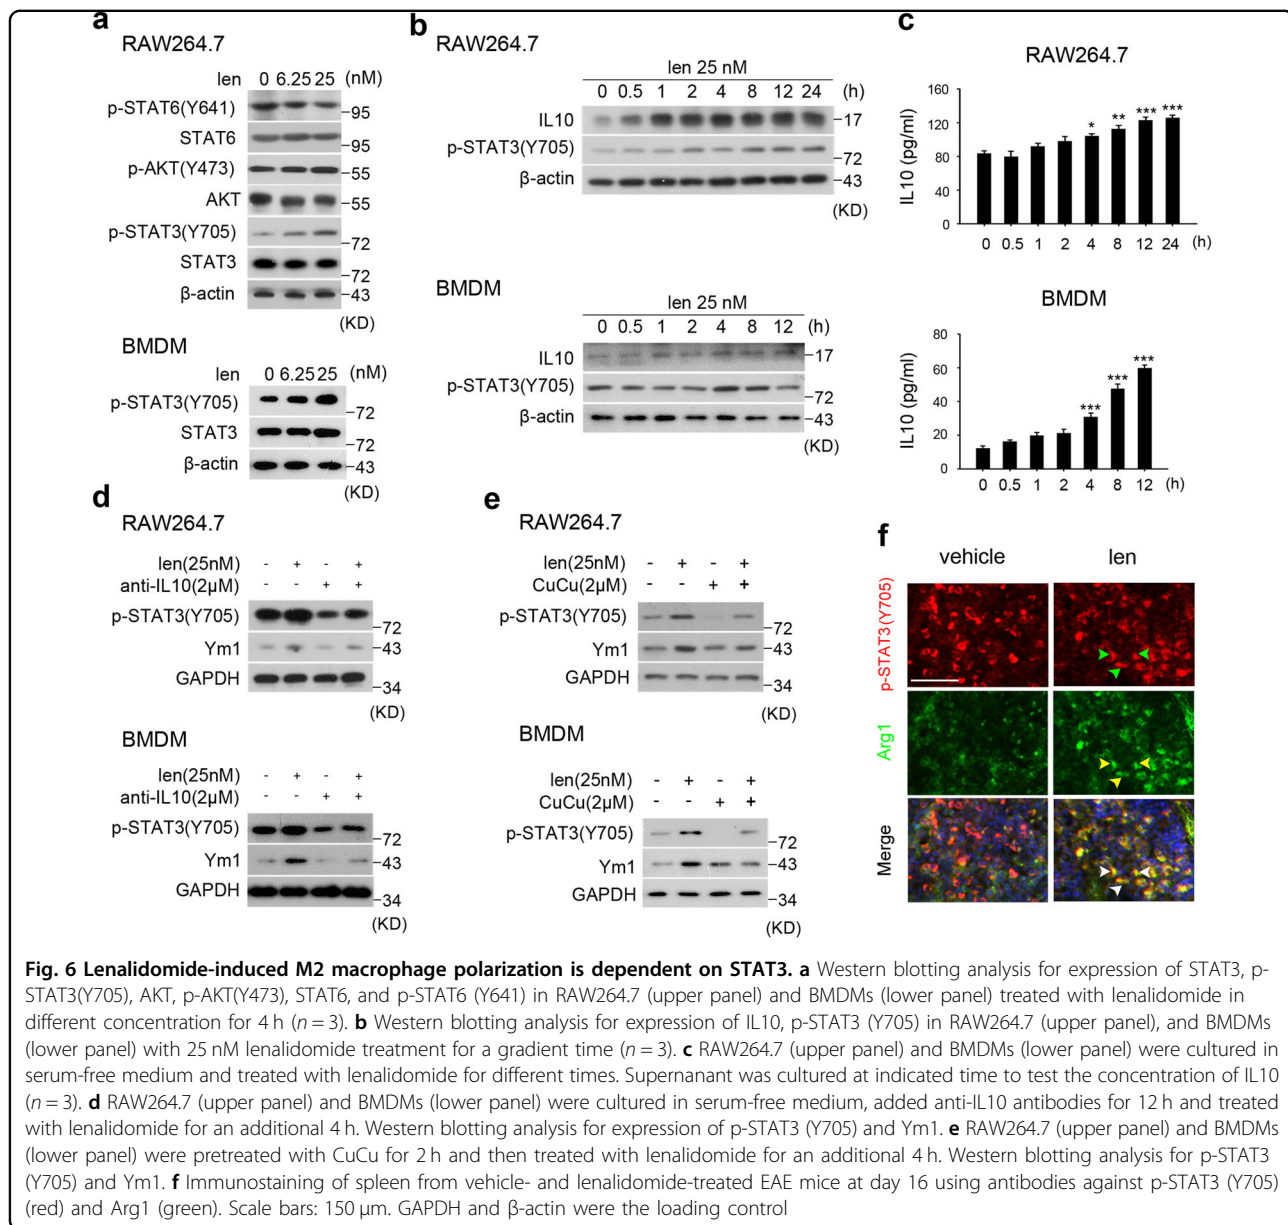 a
RAW264.7
len 0 6.25 25 (nM)
p-STAT6(Y641)
95
STAT6
95
p-AKT(Y473)
55
AKT
55
p-STAT3(Y705)
72
STAT3
72
β-actin
43
(KD)
BMDM
len 0 6.25 25 (nM)
p-STAT3(Y705)
72
STAT3
72
β-actin
43
(KD)
b
RAW264.7
len 25 nM
0 0.5 1 2 4 8 12 24 (h)
IL10
17
p-STAT3(Y705)
72
β-actin
43
(KD)
BMDM
len 25 nM
0 0.5 1 2 4 8 12 (h)
IL10
17
p-STAT3(Y705)
72
β-actin
43
(KD)
c
RAW264.7
IL10 (pg/ml)
160
120
80
40
0
* ** *** ***
0 0.5 1 2 4 8 12 24 (h)
BMDM
IL10 (pg/ml)
80
60
40
20
0
*** *** ***
0 0.5 1 2 4 8 12 (h)
d
RAW264.7
len(25nM) - + - +
anti-IL10(2μM) - - + +
p-STAT3(Y705)
72
Ym1
43
GAPDH
34
(KD)
BMDM
len(25nM) - + - +
anti-IL10(2μM) - - + +
p-STAT3(Y705)
72
Ym1
43
GAPDH
34
(KD)
e
RAW264.7
len(25nM) - + - +
CuCu(2μM) - - + +
p-STAT3(Y705)
72
Ym1
43
GAPDH
34
(KD)
BMDM
len(25nM) - + - +
CuCu(2μM) - - + +
p-STAT3(Y705)
72
Ym1
43
GAPDH
34
(KD)
f
vehicle len
p-STAT3(Y705)
Arg1
Merge
Fig. 6 Lenalidomide-induced M2 macrophage polarization is dependent on STAT3. a Western blotting analysis for expression of STAT3, p-
STAT3(Y705), AKT, p-AKT(Y473), STAT6, and p-STAT6 (Y641) in RAW264.7 (upper panel) and BMDMs (lower panel) treated with lenalidomide in
different concentration for 4 h (n = 3). b Western blotting analysis for expression of IL10, p-STAT3 (Y705) in RAW264.7 (upper panel), and BMDMs
(lower panel) with 25 nM lenalidomide treatment for a gradient time (n = 3). c RAW264.7 (upper panel) and BMDMs (lower panel) were cultured in
serum-free medium and treated with lenalidomide for different times. Supernanant was cultured at indicated time to test the concentration of IL10
(n = 3). d RAW264.7 (upper panel) and BMDMs (lower panel) were cultured in serum-free medium, added anti-IL10 antibodies for 12 h and treated
with lenalidomide for an additional 4 h. Western blotting analysis for expression of p-STAT3 (Y705) and Ym1. e RAW264.7 (upper panel) and BMDMs
(lower panel) were pretreated with CuCu for 2 h and then treated with lenalidomide for an additional 4 h. Western blotting analysis for p-STAT3
(Y705) and Ym1. f Immunostaining of spleen from vehicle- and lenalidomide-treated EAE mice at day 16 using antibodies against p-STAT3 (Y705)
(red) and Arg1 (green). Scale bars: 150 μm. GAPDH and β-actin were the loading control